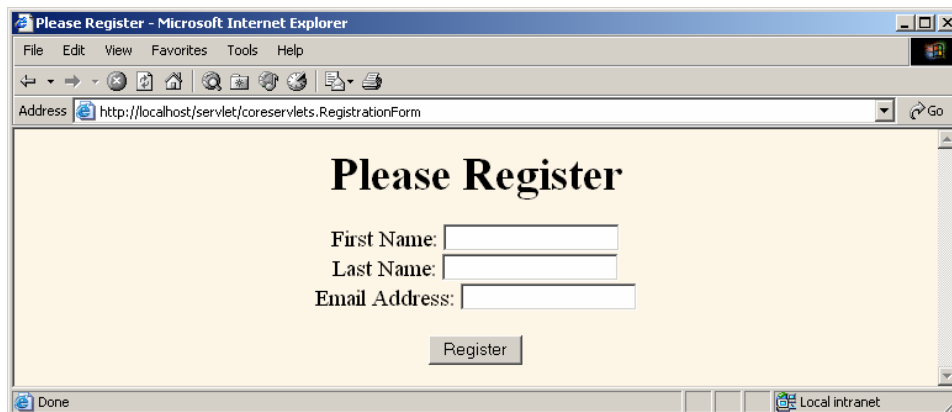 Please Register - Microsoft Internet Explorer
File Edit View Favorites Tools Help
Address http://localhost/servlet/coreservlets.RegistrationForm Go
Please Register
First Name:
Last Name:
Email Address:
Register
Done Local intranet